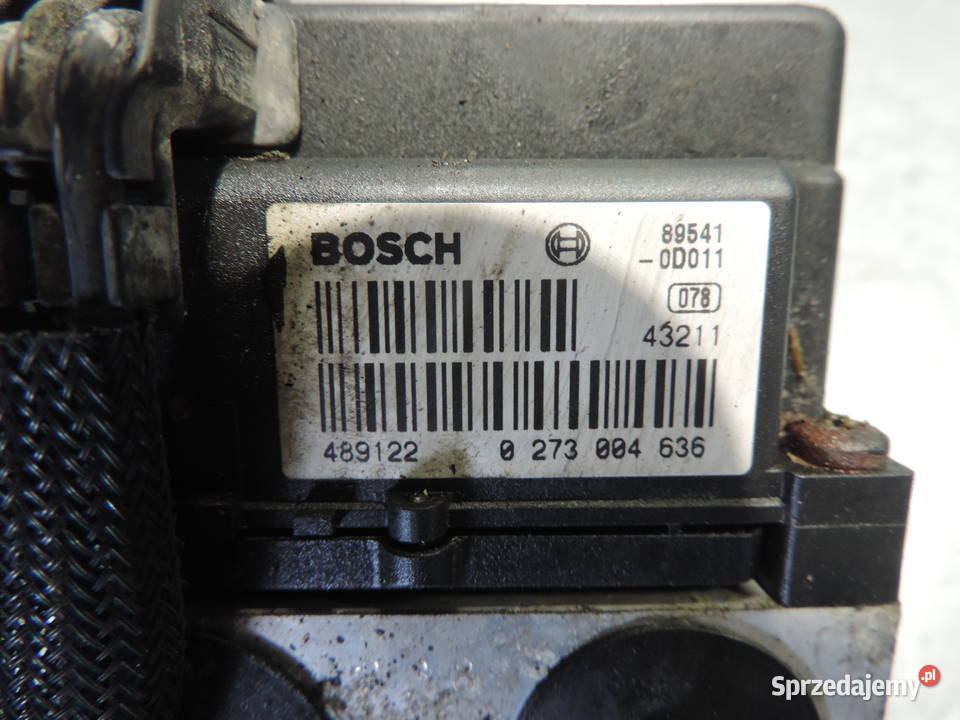 BOSCH
89541
-0D011
078
43211
489122 0 273 004 636
Sprzedajemy.pl